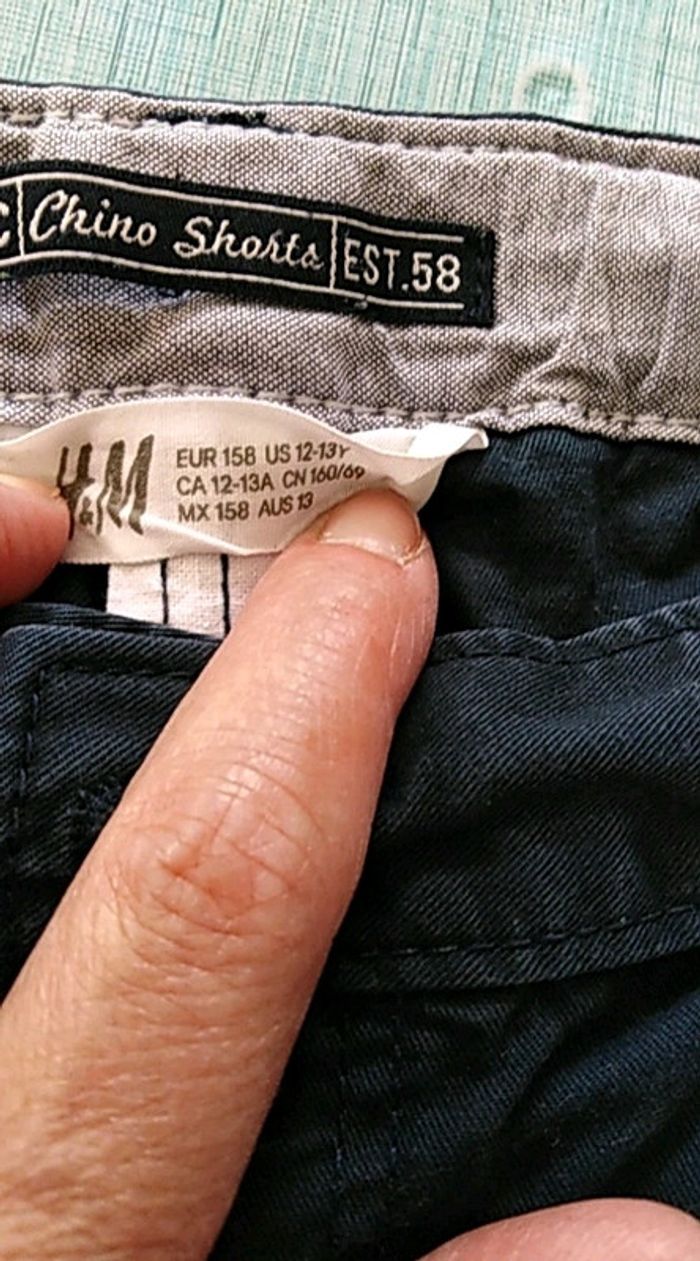 Chino Shorts EST.58
H&M
EUR 158 US 12-13Y
CA 12-13A CN 160/69
MX 158 AUS 13